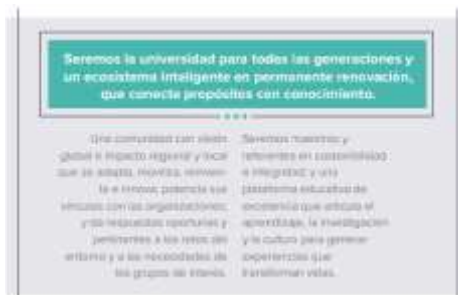 Seremos la universidad para todas las generaciones y
un ecosistema inteligente en permanente renovación,
que conecta propósitos con conocimiento.
Una comunidad con visión
global e impacto regional y local
que se adapta, moviliza, reinven-
ta e innova; potencia sus
vínculos con las organizaciones;
y da respuestas oportunas y
pertinentes a los retos del
entorno y a las necesidades de
los grupos de interés.
Seremos maestros y
referentes en sostenibilidad
e integridad; y una
plataforma educativa de
excelencia que articula el
aprendizaje, la investigación
y la cultura para generar
experiencias que
transforman vidas.